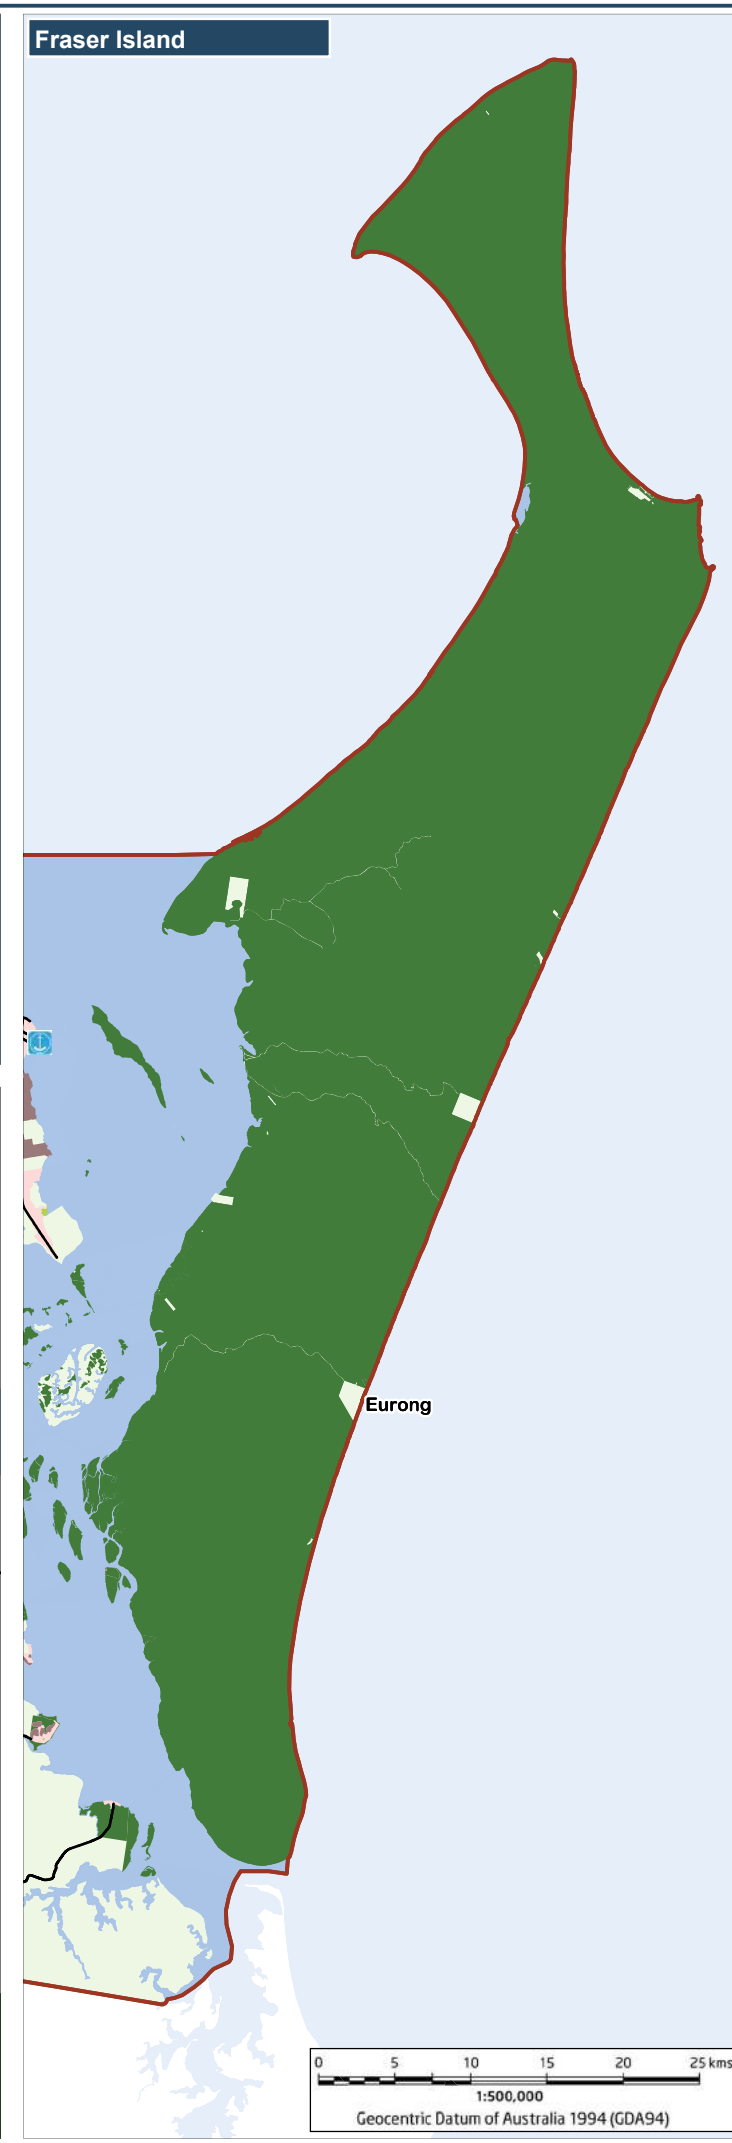 Fraser Island
Eurong
0 5 10 15 20 25 kms
1:500,000
Geocentric Datum of Australia 1994 (GDA94)